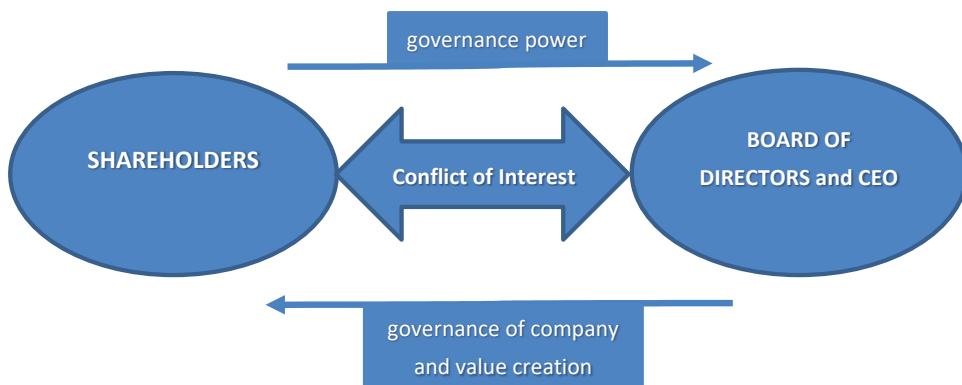 governance power
SHAREHOLDERS
Conflict of Interest
BOARD OF
DIRECTORS and CEO
governance of company
and value creation